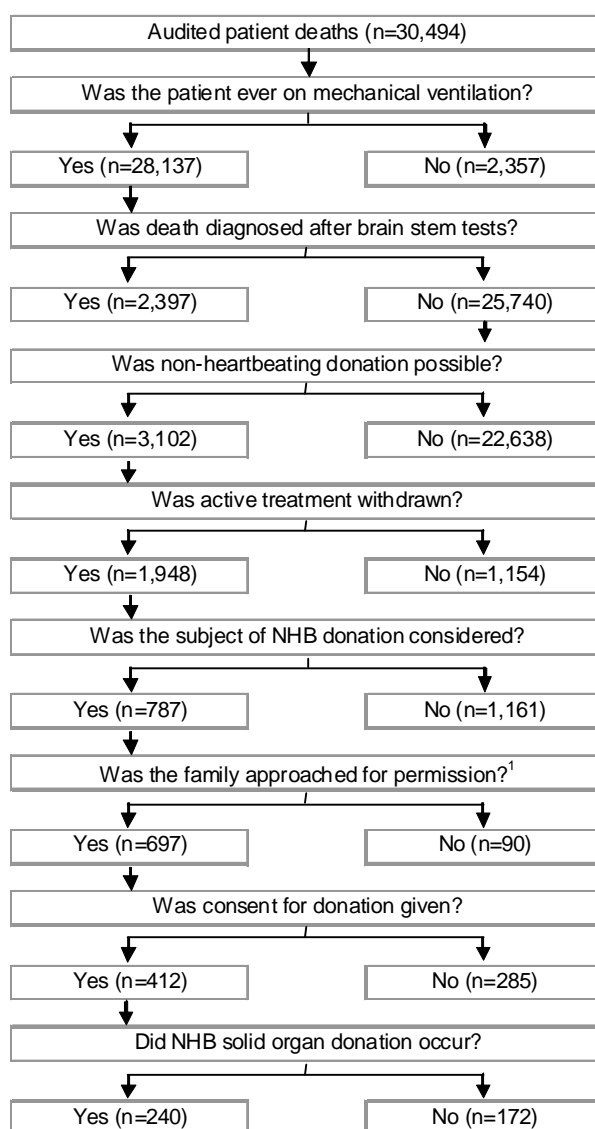 Audited patient deaths (n=30,494)
Was the patient ever on mechanical ventilation?
Yes (n=28,137)
No (n=2,357)
Was death diagnosed after brain stem tests?
Yes (n=2,397)
No (n=25,740)
Was non-heartbeating donation possible?
Yes (n=3,102)
No (n=22,638)
Was active treatment withdrawn?
Yes (n=1,948)
No (n=1,154)
Was the subject of NHB donation considered?
Yes (n=787)
No (n=1,161)
Was the family approached for permission?¹
Yes (n=697)
No (n=90)
Was consent for donation given?
Yes (n=412)
No (n=285)
Did NHB solid organ donation occur?
Yes (n=240)
No (n=172)